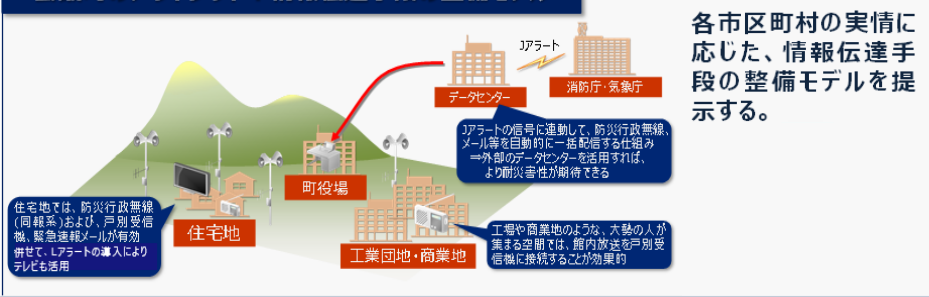 各市区町村の実情に
応じた、情報伝達手
段の整備モデルを提
示する。
Jアラート
データセンター
消防庁・気象庁
Jアラートの信号に連動して、防災行政無線、
メール等を自動的に一括配信する仕組み
⇒外部のデータセンターを活用すれば、
より耐災害性が期待できる
町役場
住宅地では、防災行政無線
(同報系)および、戸別受信
機、緊急速報メールが有効
併せて、Lアラートの導入により
テレビも活用
住宅地
工業団地・商業地
工場や商業地のような、大勢の人が
集まる空間では、館内放送を戸別受
信機に接続することが効果的